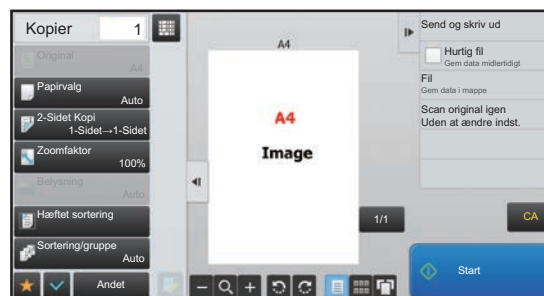 Kopier 1
Original
A4
Papirvalg
Auto
2-Sidet Kopi
1-Sidet→1-Sidet
Zoomfaktor
100%
Belysning
Auto
Hæftet sortering
Sortering/gruppe
Auto
Andet
A4
A4
Image
1/1
Send og skriv ud
Hurtig fil
Gem data midlertidigt
Fil
Gem data i mappe
Scan original igen
Uden at ændre indst.
CA
Start